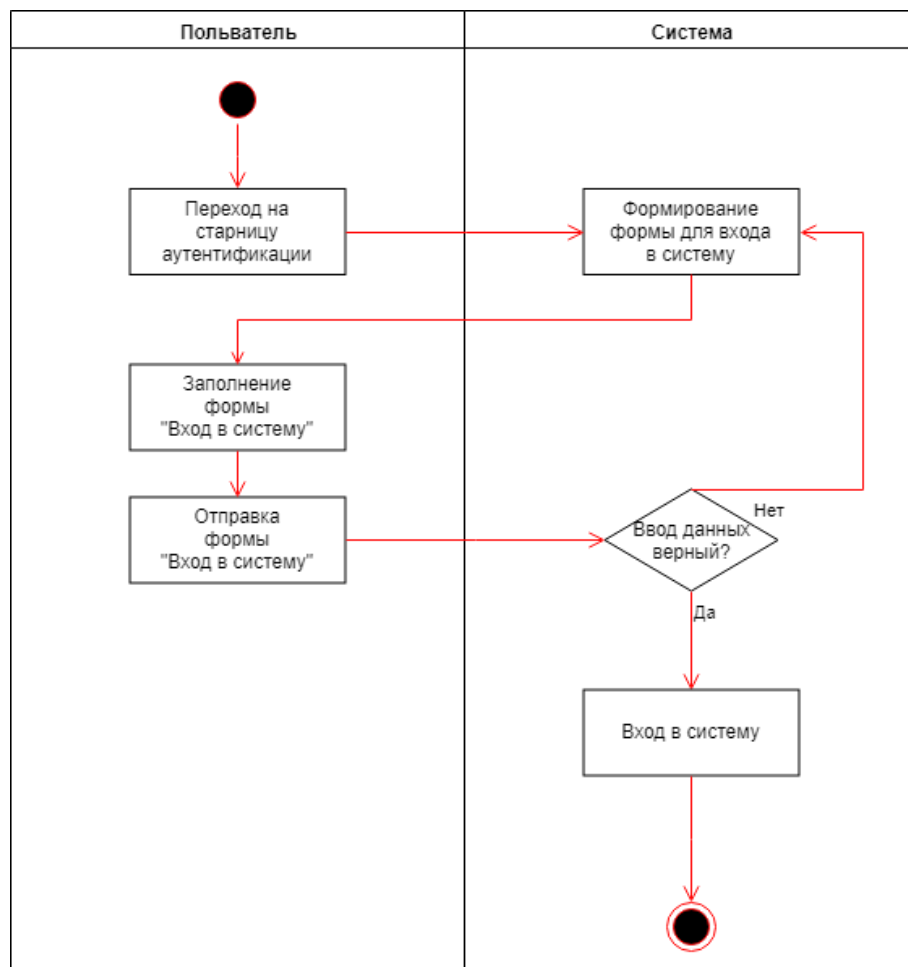 Польватель
Система
Переход на
старницу
аутентификации
Формирование
формы для входа
в систему
Заполнение
формы
"Вход в систему"
Отправка
формы
"Вход в систему"
Ввод данных
верный?
Нет
Да
Вход в систему